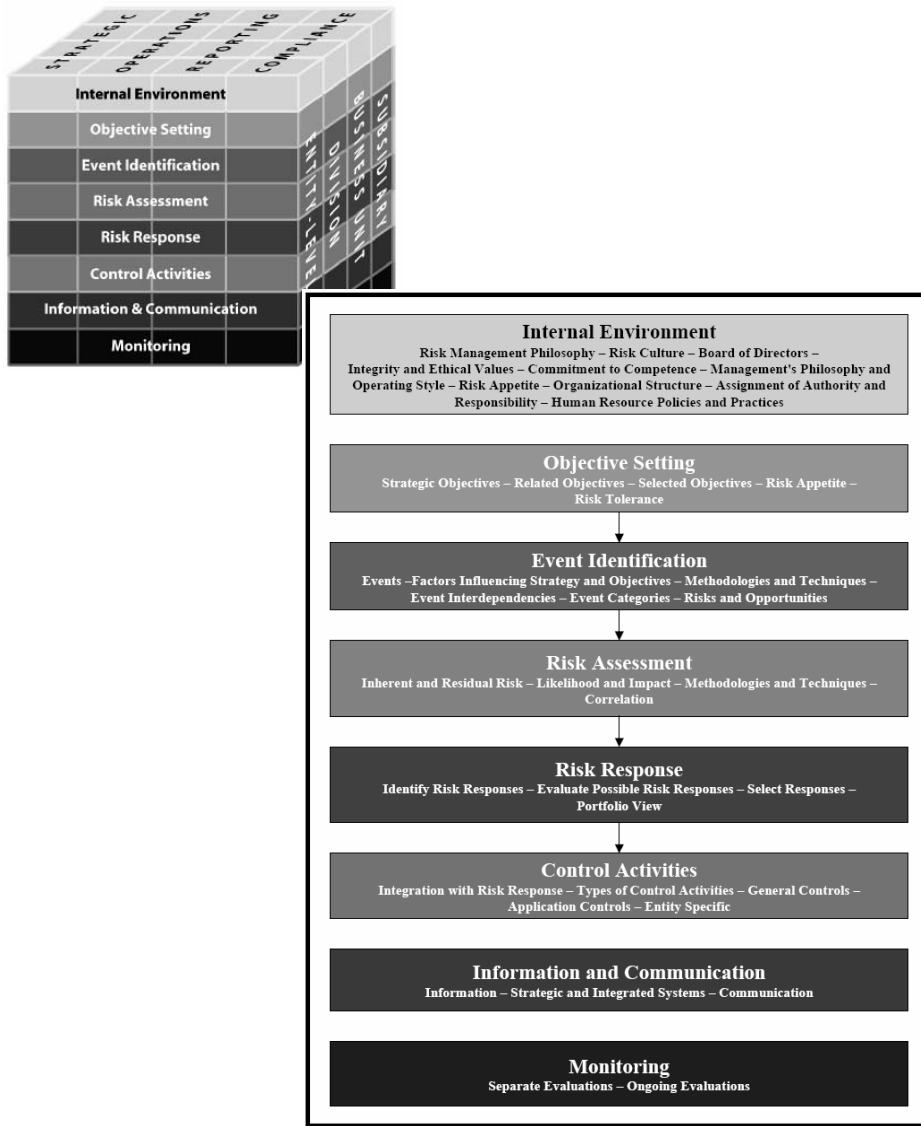 STRATEGIC
OPERATIONS
REPORTING
COMPLIANCE
Internal Environment
Objective Setting
Event Identification
Risk Assessment
Risk Response
Control Activities
Information & Communication
Monitoring
ENTITY-LEVEL
DIVISION
BUSINESS UNIT
SUBSIDIARY
Internal Environment
Risk Management Philosophy – Risk Culture – Board of Directors –
Integrity and Ethical Values – Commitment to Competence – Management's Philosophy and
Operating Style – Risk Appetite – Organizational Structure – Assignment of Authority and
Responsibility – Human Resource Policies and Practices
Objective Setting
Strategic Objectives – Related Objectives – Selected Objectives – Risk Appetite –
Risk Tolerance
Event Identification
Events –Factors Influencing Strategy and Objectives – Methodologies and Techniques –
Event Interdependencies – Event Categories – Risks and Opportunities
Risk Assessment
Inherent and Residual Risk – Likelihood and Impact – Methodologies and Techniques –
Correlation
Risk Response
Identify Risk Responses – Evaluate Possible Risk Responses – Select Responses –
Portfolio View
Control Activities
Integration with Risk Response – Types of Control Activities – General Controls –
Application Controls – Entity Specific
Information and Communication
Information – Strategic and Integrated Systems – Communication
Monitoring
Separate Evaluations – Ongoing Evaluations